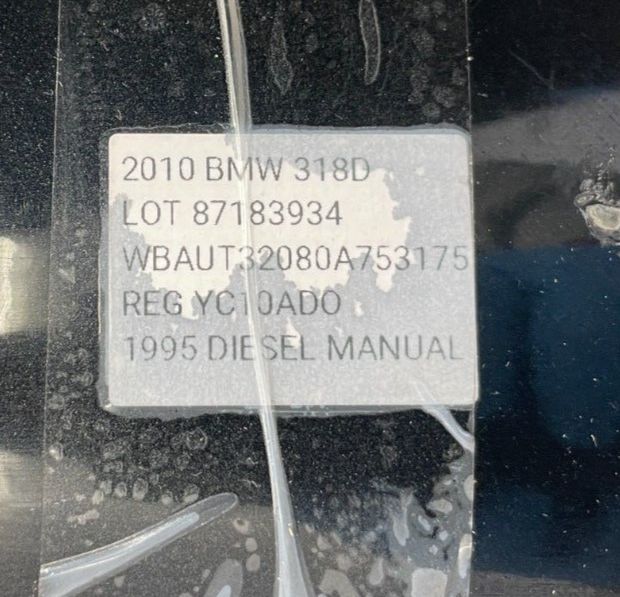 2010 BMW 318D
LOT 87183934
WBAUT32080A753175
REG YC10ADO
1995 DIESEL MANUAL